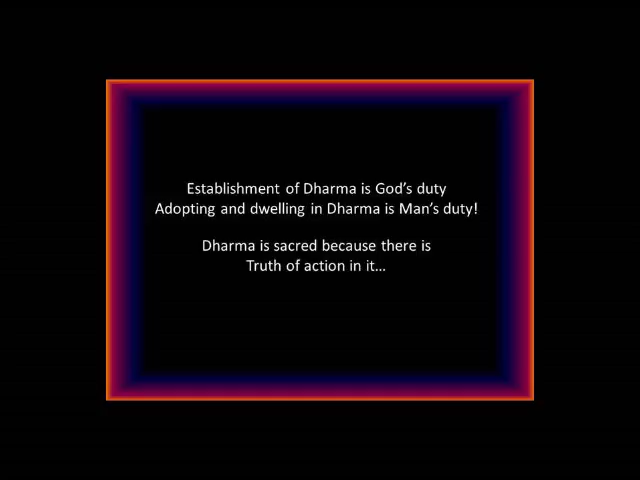 Establishment of Dharma is God’s duty
Adopting and dwelling in Dharma is Man’s duty!
Dharma is sacred because there is
Truth of action in it…